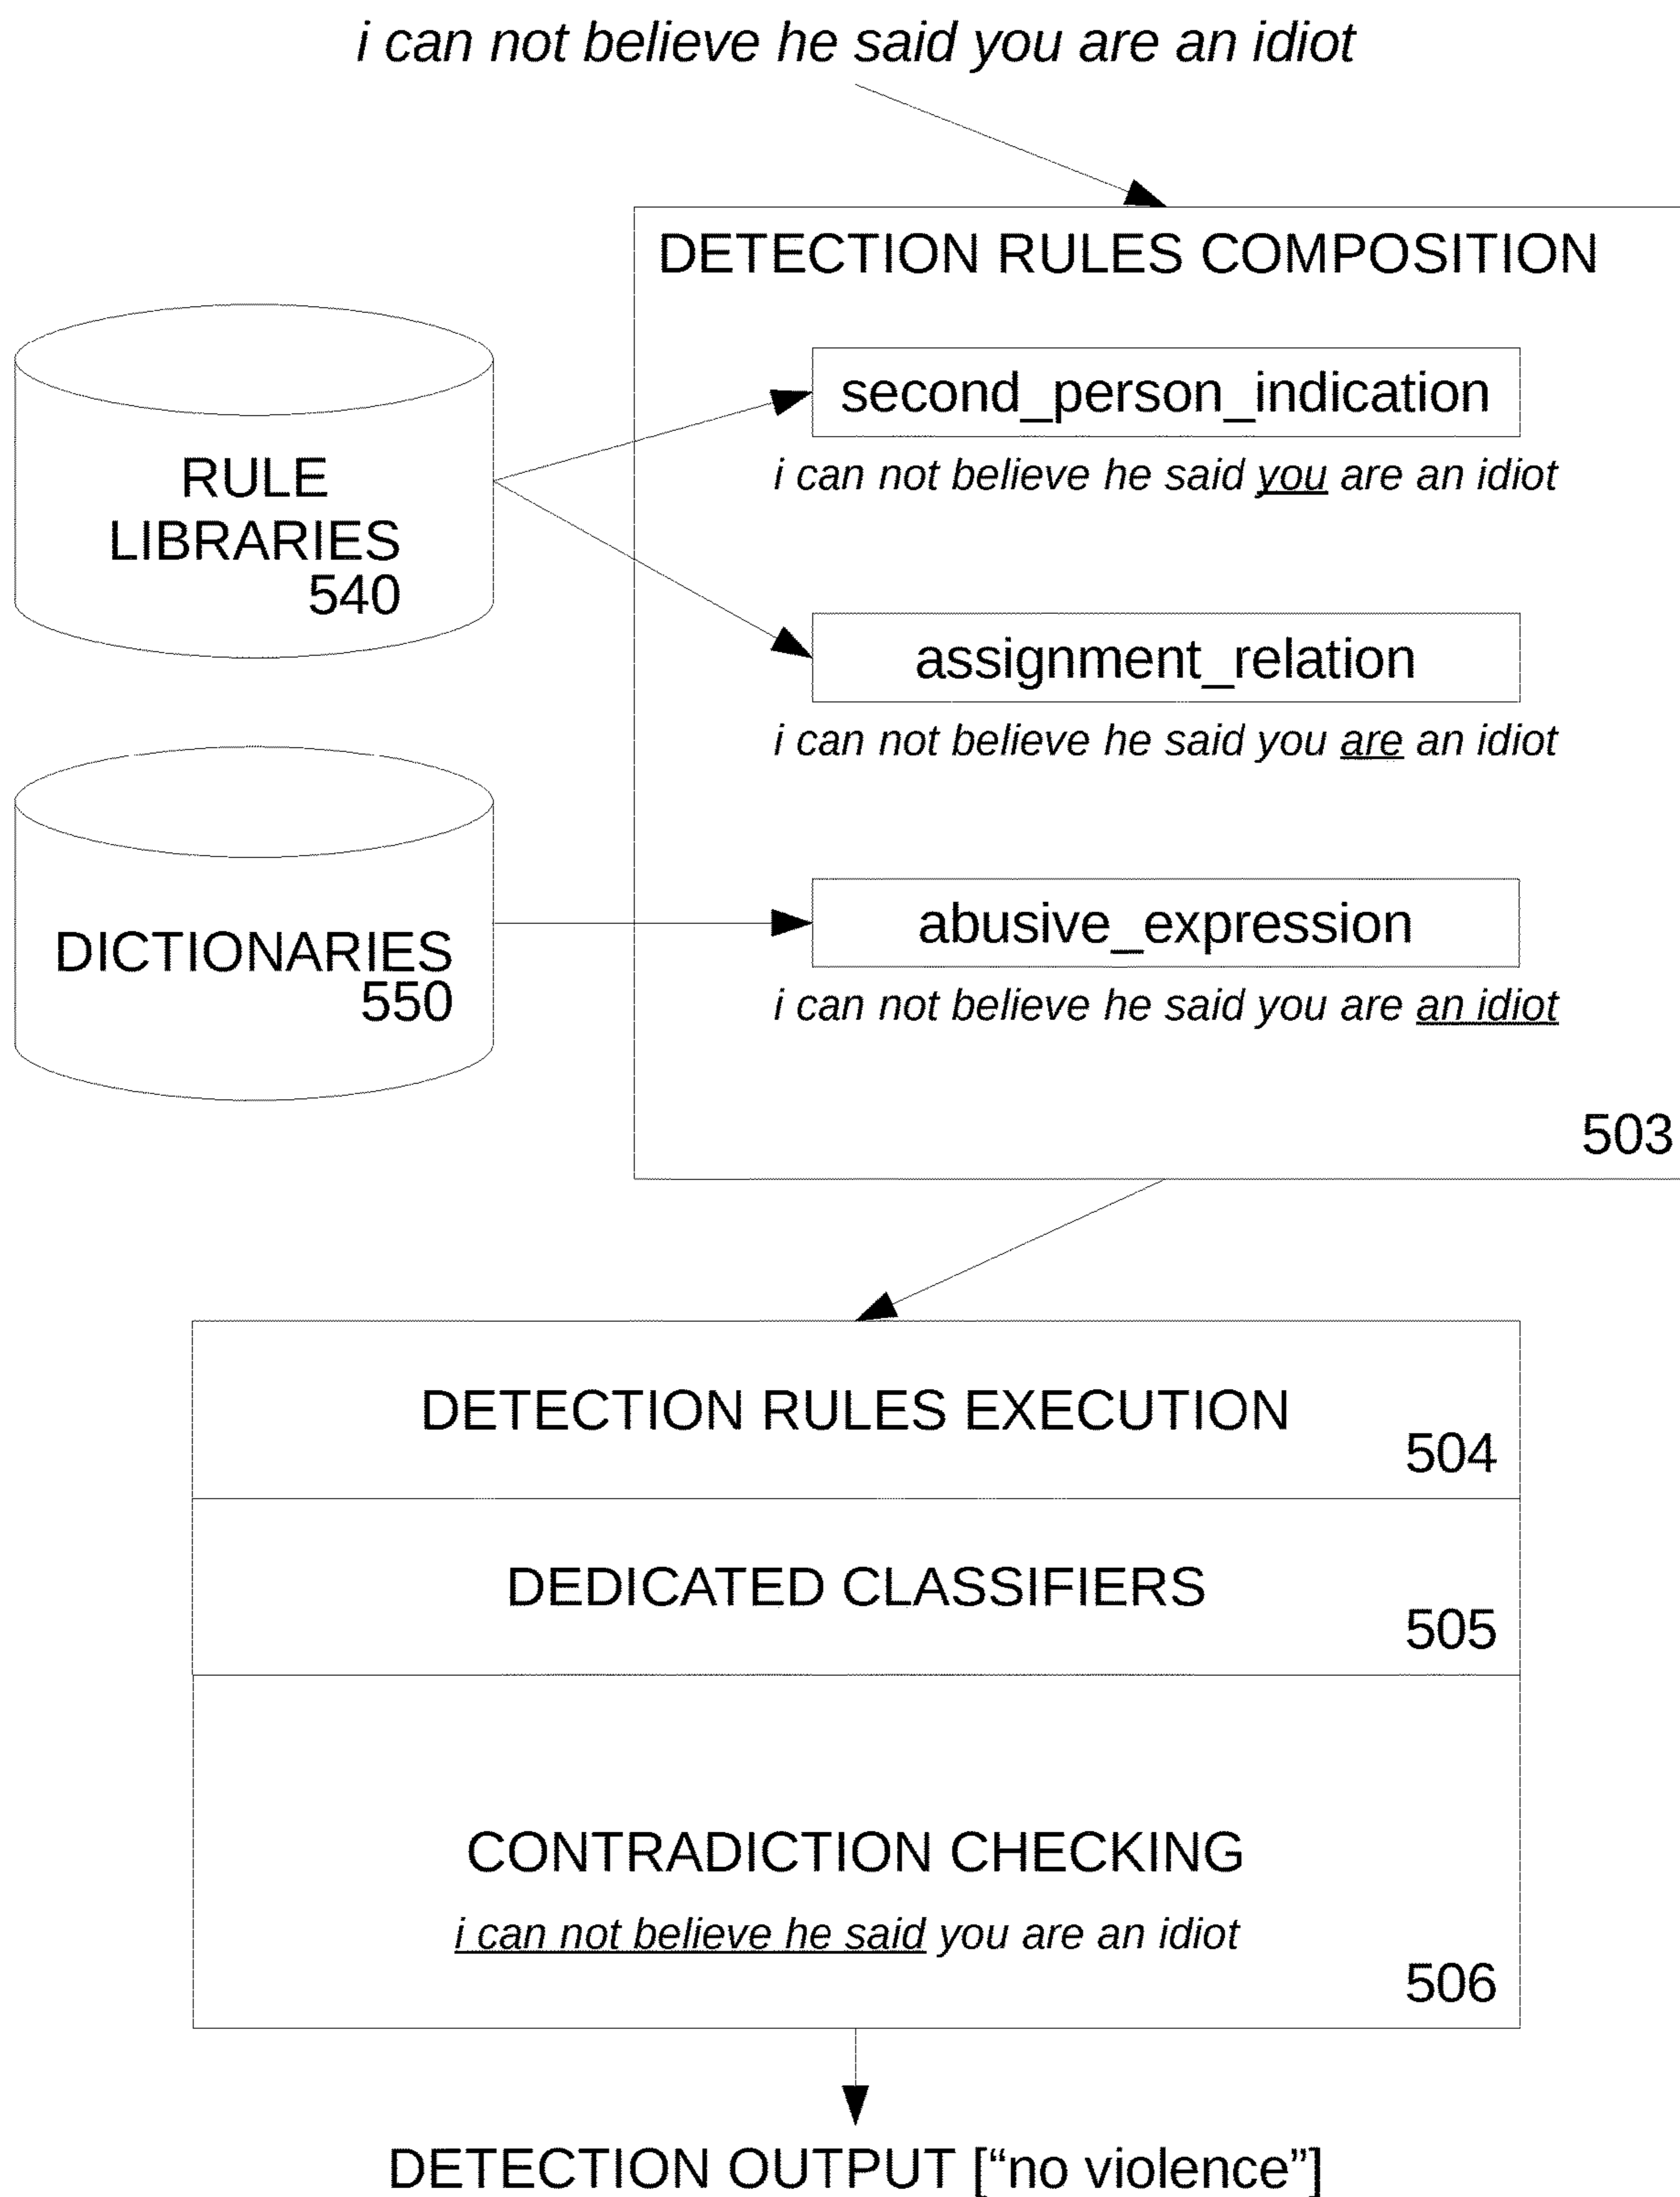 i can not believe he said you are an idiot
DETECTION RULES COMPOSITION
second_person_indication
i can not believe he said you are an idiot
RULE
LIBRARIES
540
assignment_relation
i can not believe he said you are an idiot
DICTIONARIES
550
abusive_expression
i can not believe he said you are an idiot
503
DETECTION RULES EXECUTION
504
DEDICATED CLASSIFIERS
505
CONTRADICTION CHECKING
i can not believe he said you are an idiot
506
DETECTION OUTPUT [“no violence”]